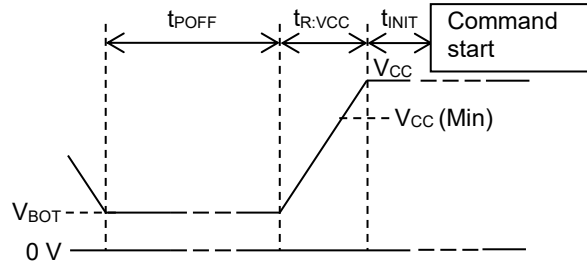 tPOFF
tR:VCC
tINIT
Command
start
VCC
VCC (Min)
VBOT
0 V